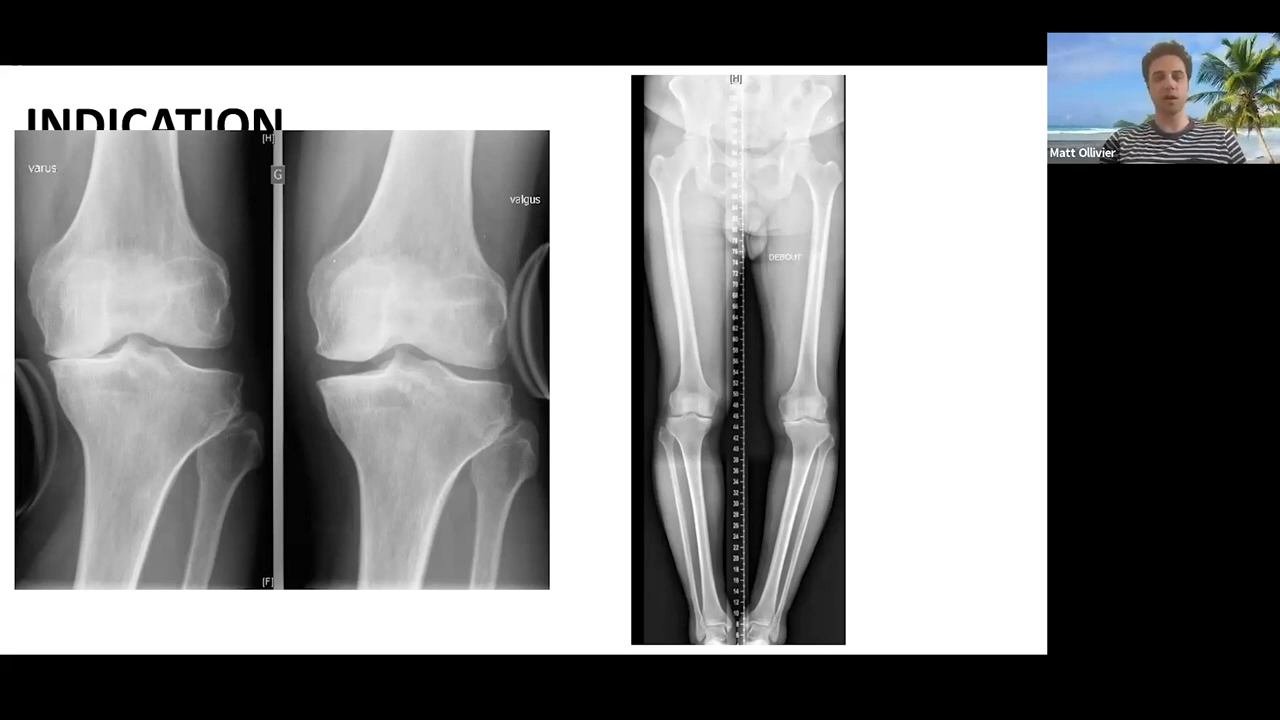 INDICATION
varus
[H]
G
valgus
[F]
[H]
DEBOUT
Matt Ollivier